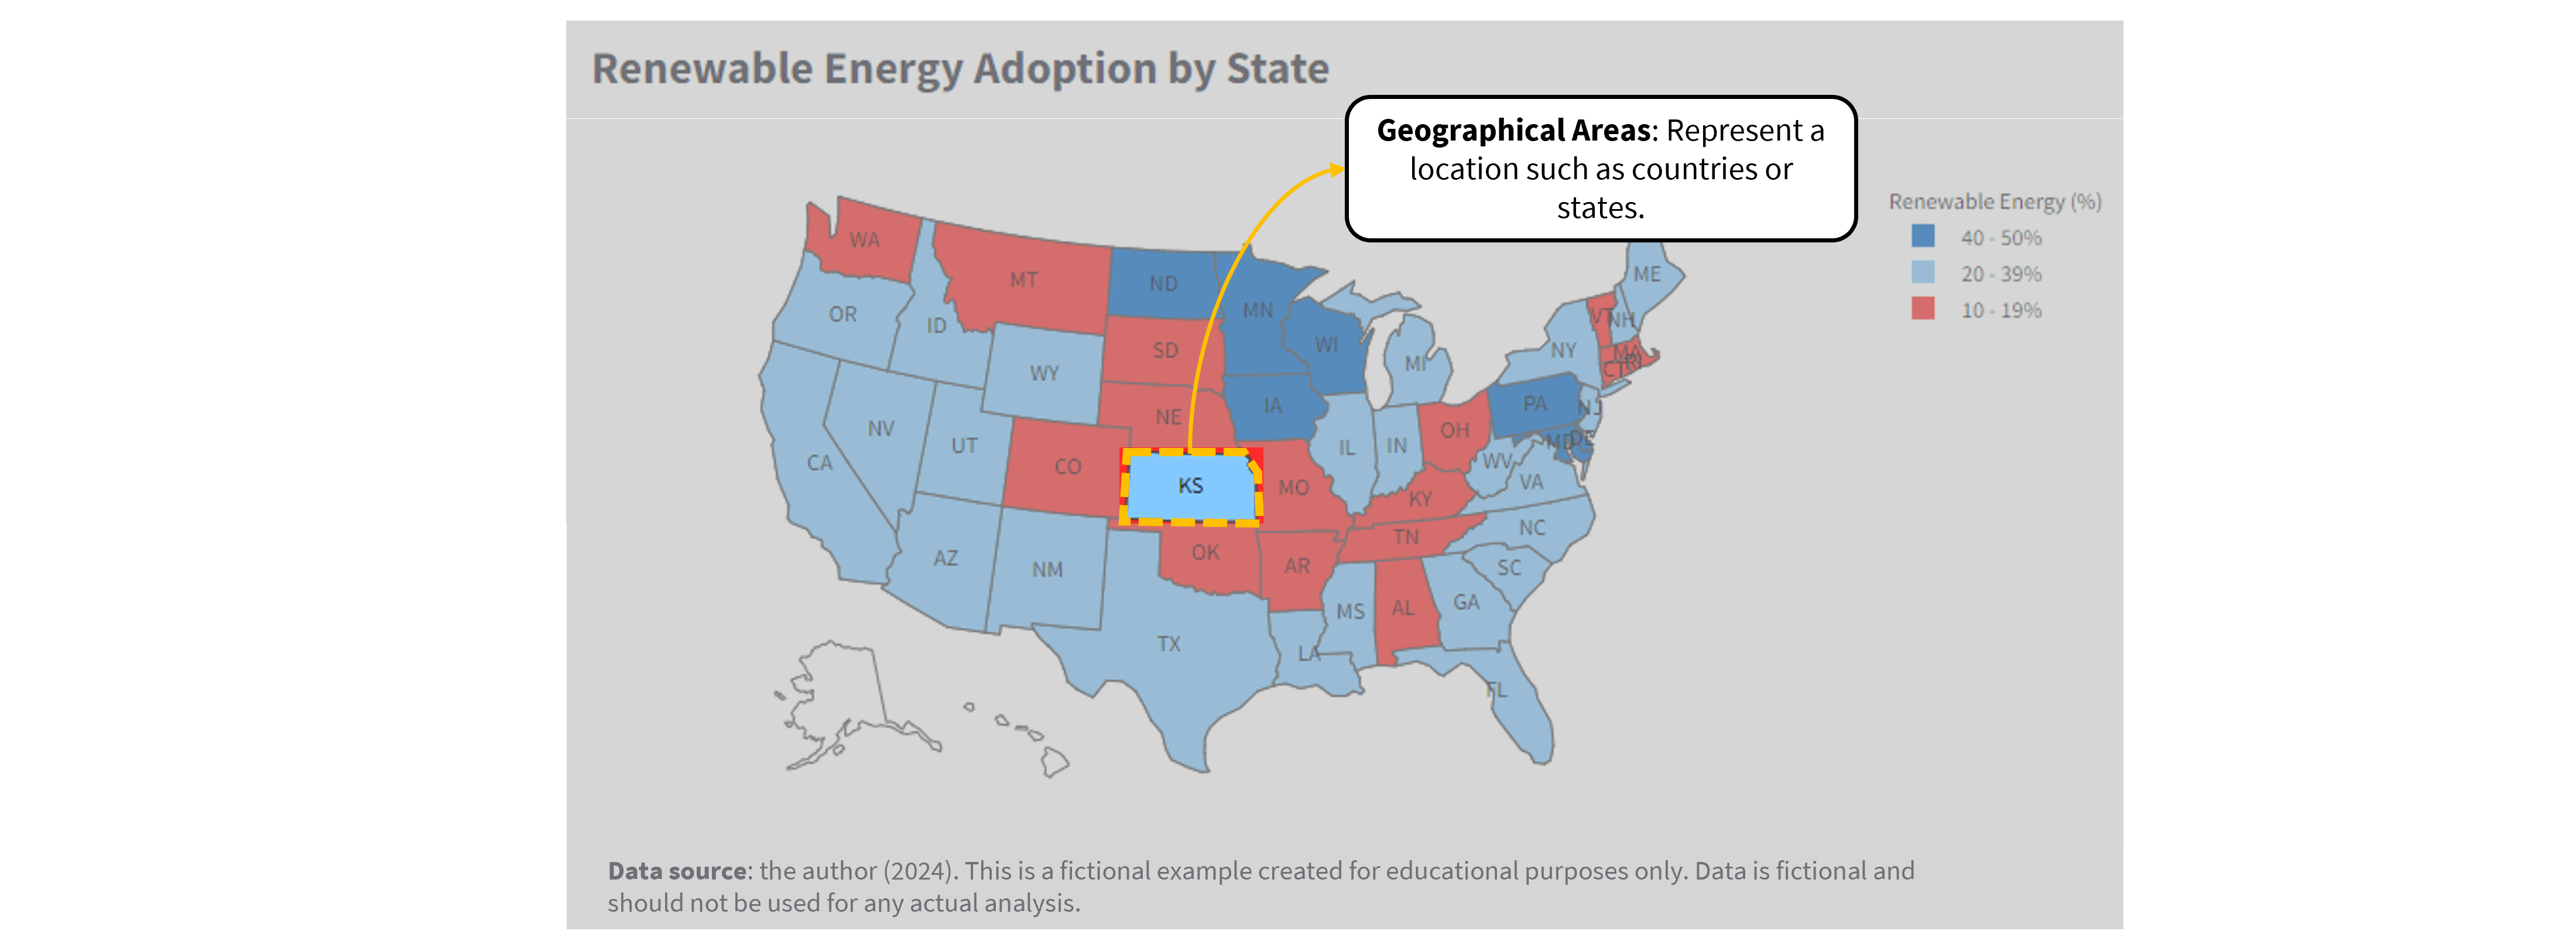 Renewable Energy Adoption by State
Geographical Areas: Represent a
location such as countries or
states.
Renewable Energy (%)
40 - 50%
20 - 39%
10 - 19%
WA
MT
ND
MN
ME
OR
ID
SD
WI
VT
NH
WY
MI
NY
MA
CT
RI
NE
IA
PA
NJ
NV
UT
CO
IL
IN
OH
MD
DE
CA
KS
MO
WV
VA
KY
NC
AZ
NM
OK
AR
TN
SC
MS
AL
GA
TX
LA
FL
Data source: the author (2024). This is a fictional example created for educational purposes only. Data is fictional and
should not be used for any actual analysis.